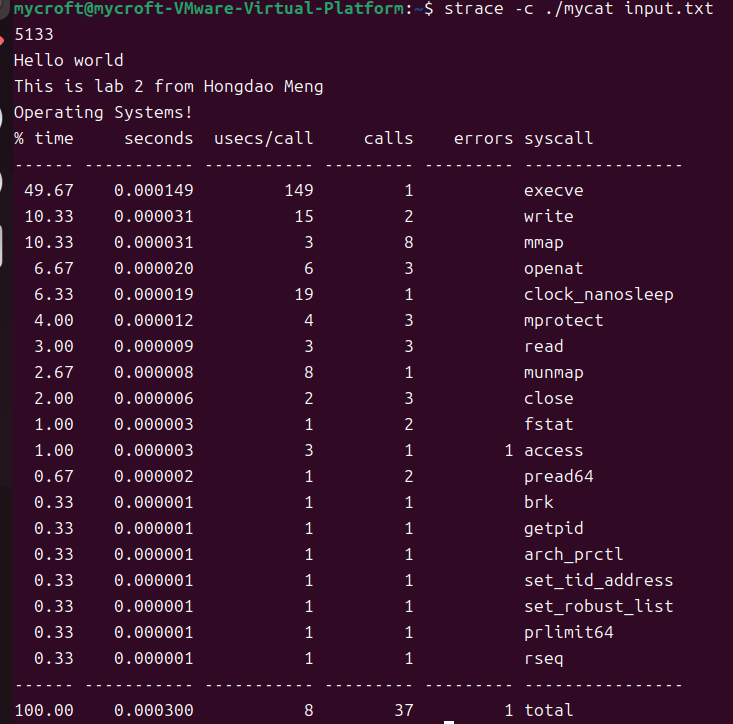 mycroft@mycroft-VMware-Virtual-Platform:~$ strace -c ./mycat input.txt
5133
Hello world
This is lab 2 from Hongdao Meng
Operating Systems!
% time     seconds  usecs/call     calls    errors syscall
------ ----------- ----------- --------- --------- ----------------
 49.67    0.000149         149         1           execve
 10.33    0.000031          15         2           write
 10.33    0.000031           3         8           mmap
  6.67    0.000020           6         3           openat
  6.33    0.000019          19         1           clock_nanosleep
  4.00    0.000012           4         3           mprotect
  3.00    0.000009           3         3           read
  2.67    0.000008           8         1           munmap
  2.00    0.000006           2         3           close
  1.00    0.000003           1         2           fstat
  1.00    0.000003           3         1         1 access
  0.67    0.000002           1         2           pread64
  0.33    0.000001           1         1           brk
  0.33    0.000001           1         1           getpid
  0.33    0.000001           1         1           arch_prctl
  0.33    0.000001           1         1           set_tid_address
  0.33    0.000001           1         1           set_robust_list
  0.33    0.000001           1         1           prlimit64
  0.33    0.000001           1         1           rseq
------ ----------- ----------- --------- --------- ----------------
100.00    0.000300           8        37         1 total